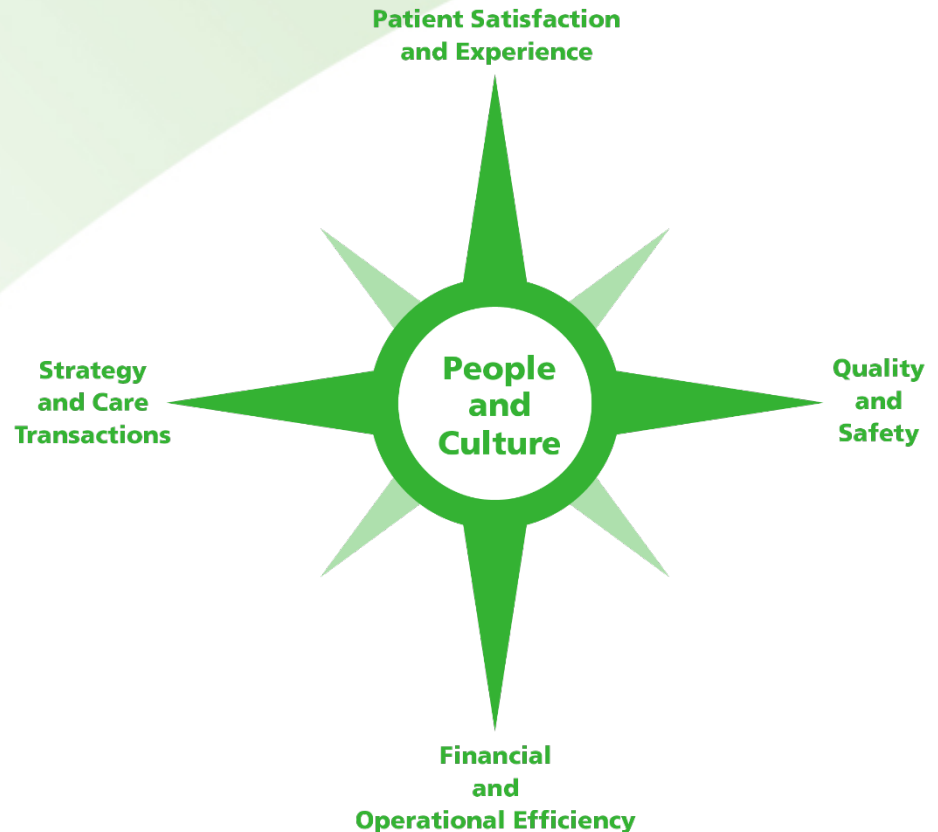 Patient Satisfaction
and Experience
Strategy
and Care
Transactions
People
and
Culture
Quality
and
Safety
Financial
and
Operational Efficiency